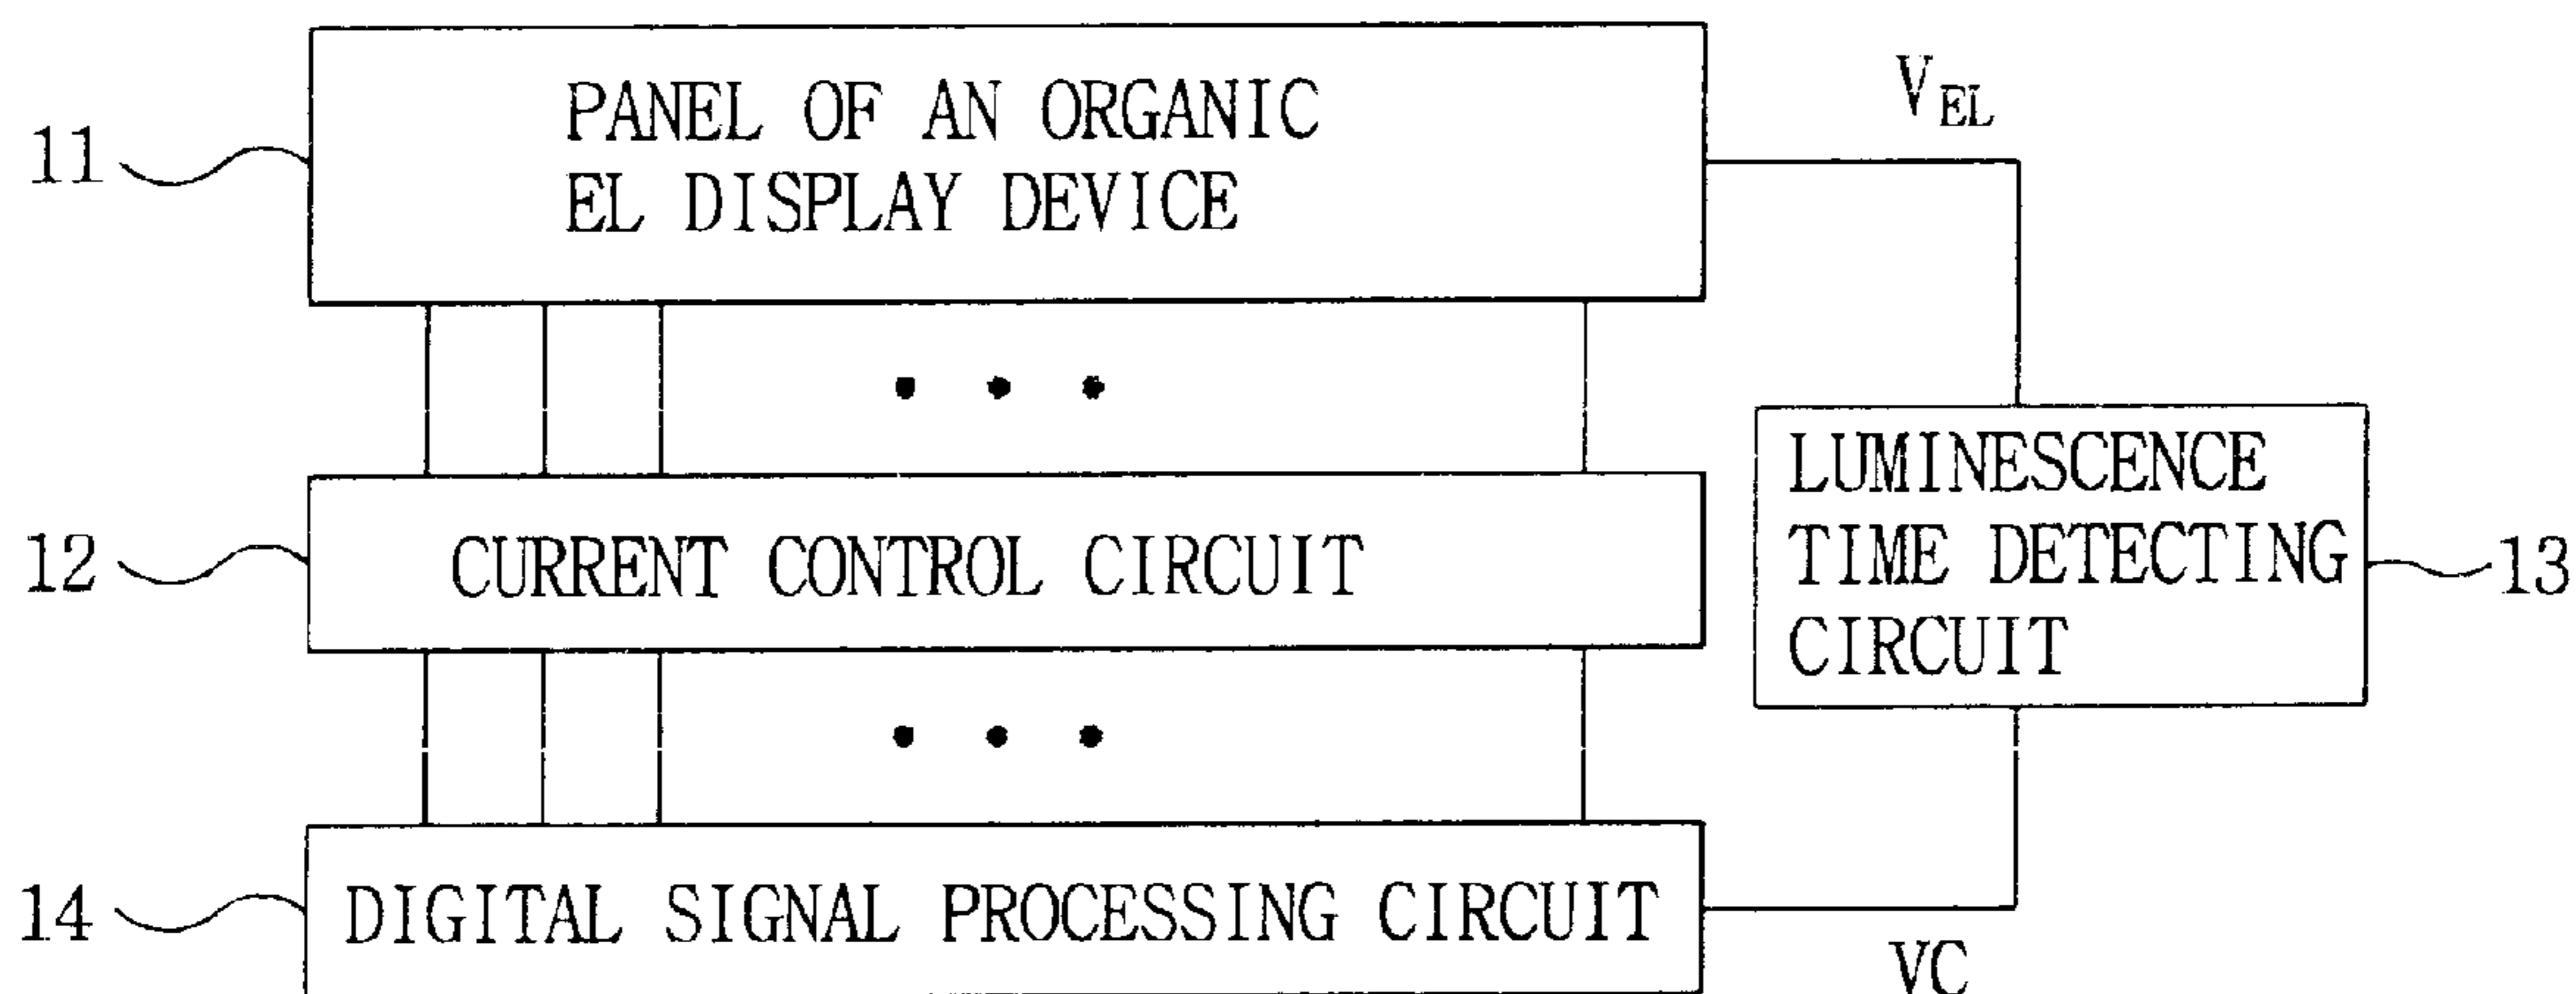 PANEL OF AN ORGANIC
EL DISPLAY DEVICE
11
V_EL
CURRENT CONTROL CIRCUIT
12
LUMINESCENCE
TIME DETECTING
CIRCUIT
13
DIGITAL SIGNAL PROCESSING CIRCUIT
14
VC